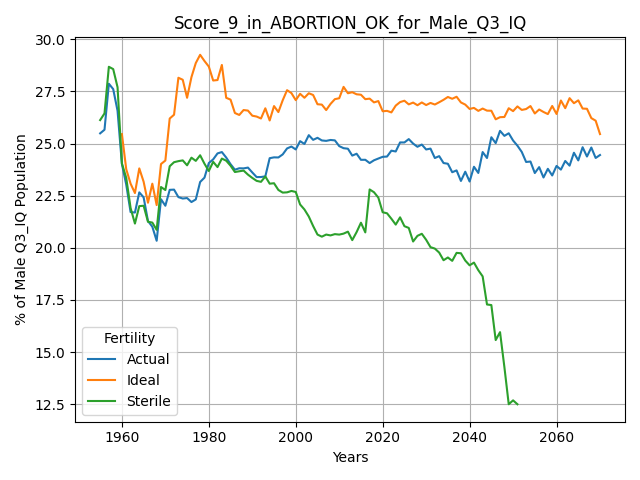 Score_9_in_ABORTION_OK_for_Male_Q3_IQ
% of Male Q3_IQ Population
30.0
27.5
25.0
22.5
20.0
17.5
15.0
12.5
Fertility
Actual
Ideal
Sterile
1960 1980 2000 2020 2040 2060
Years